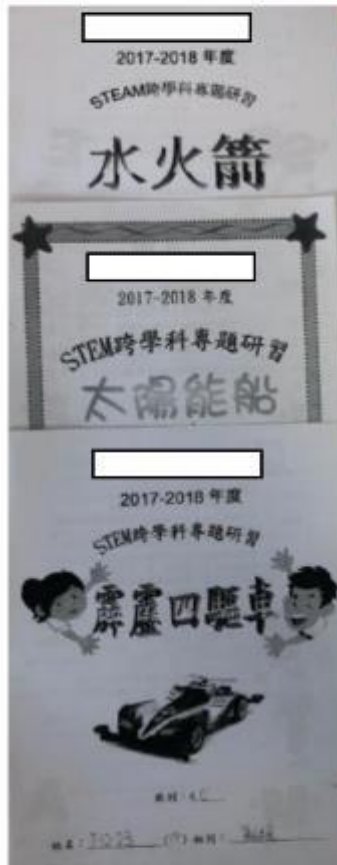 2017-2018 年度
STEAM跨學科專題研習
水火箭
2017-2018 年度
STEM跨學科專題研習
太陽能船
2017-2018 年度
STEM跨學科專題研習
霹靂四驅車